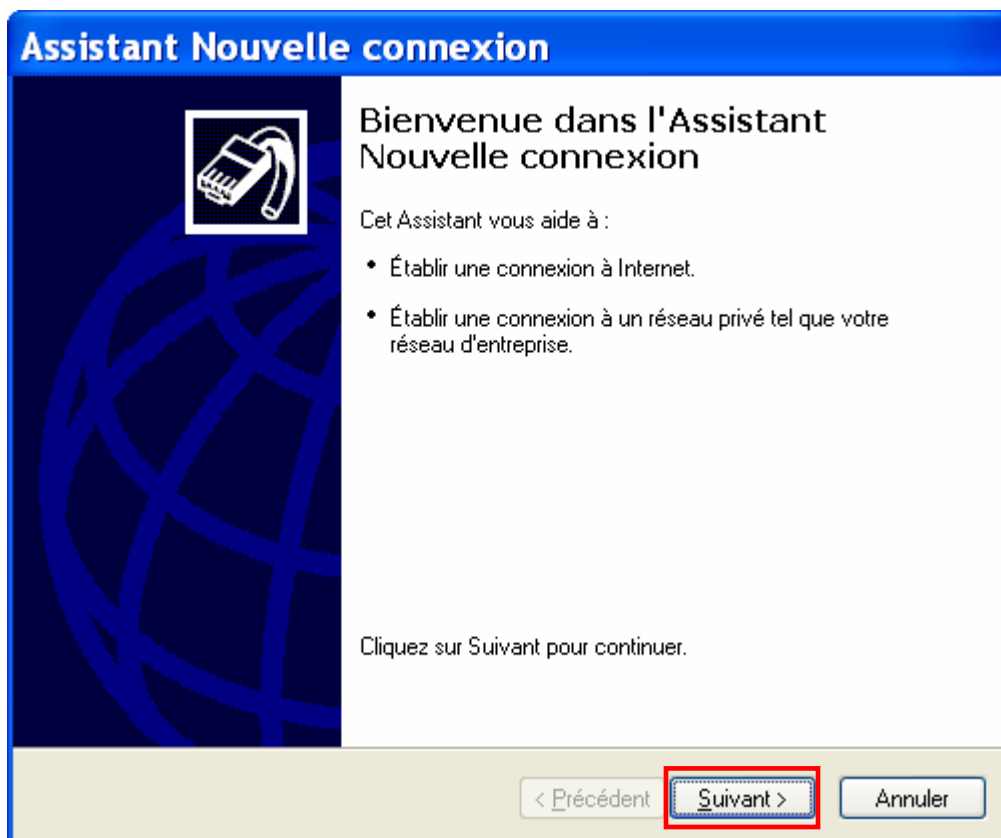 Assistant Nouvelle connexion
Bienvenue dans l'Assistant
Nouvelle connexion
Cet Assistant vous aide à :
• Établir une connexion à Internet.
• Établir une connexion à un réseau privé tel que votre
réseau d'entreprise.
Cliquez sur Suivant pour continuer.
< Précédent Suivant > Annuler